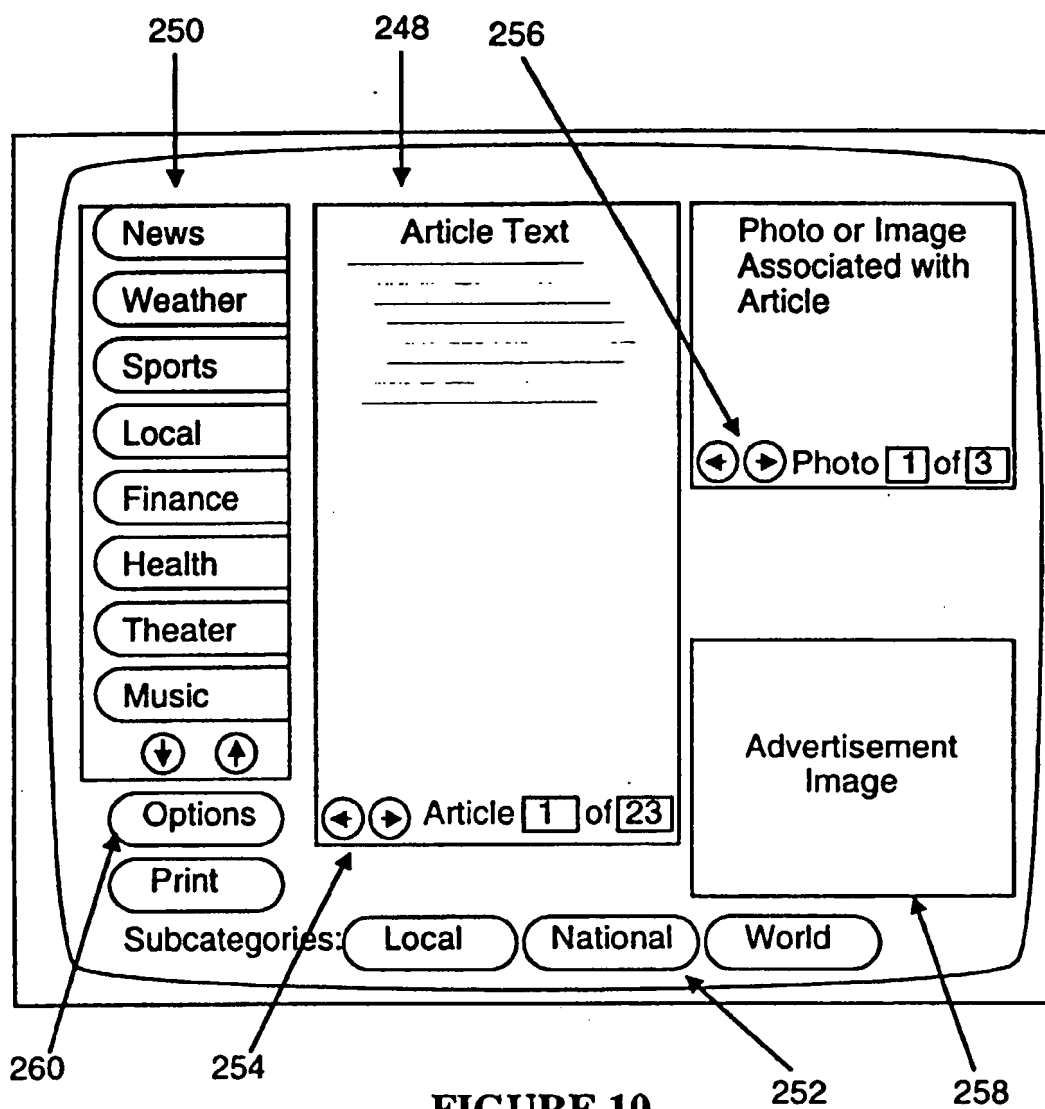 250
248
256
News
Weather
Sports
Local
Finance
Health
Theater
Music
Options
Print
Article Text
Article 1 of 23
Photo or Image
Associated with
Article
Photo 1 of 3
Advertisement
Image
Subcategories: Local National World
260
254
252
258
FIGURE 10